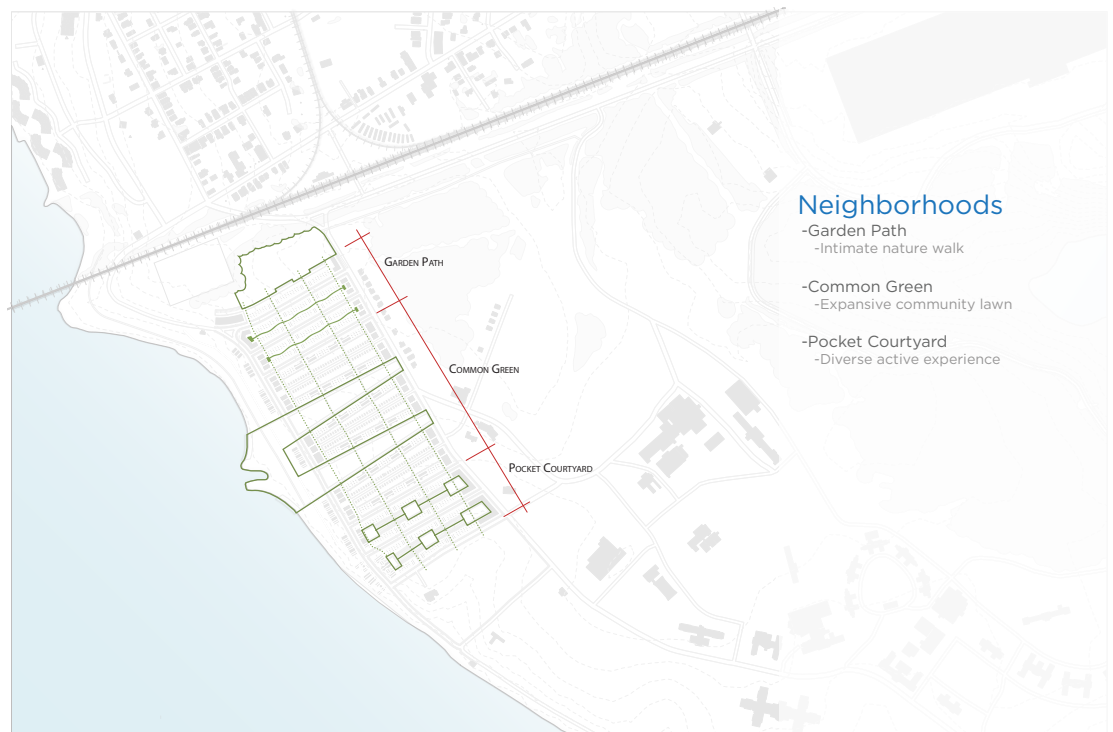 Neighborhoods
-Garden Path
-Intimate nature walk
-Common Green
-Expansive community lawn
-Pocket Courtyard
-Diverse active experience
GARDEN PATH
COMMON GREEN
POCKET COURTYARD